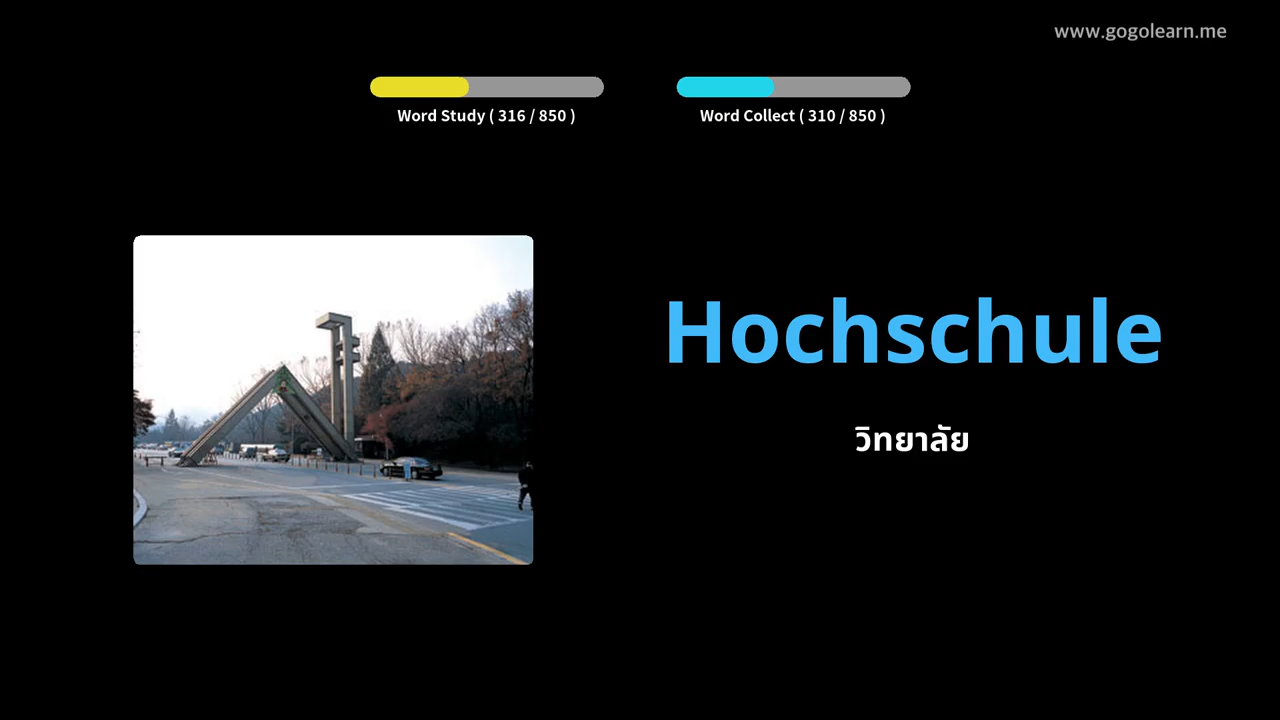 www.gogolearn.me
Word Study ( 316 / 850 )
Word Collect ( 310 / 850 )
Hochschule
วิทยาลัย